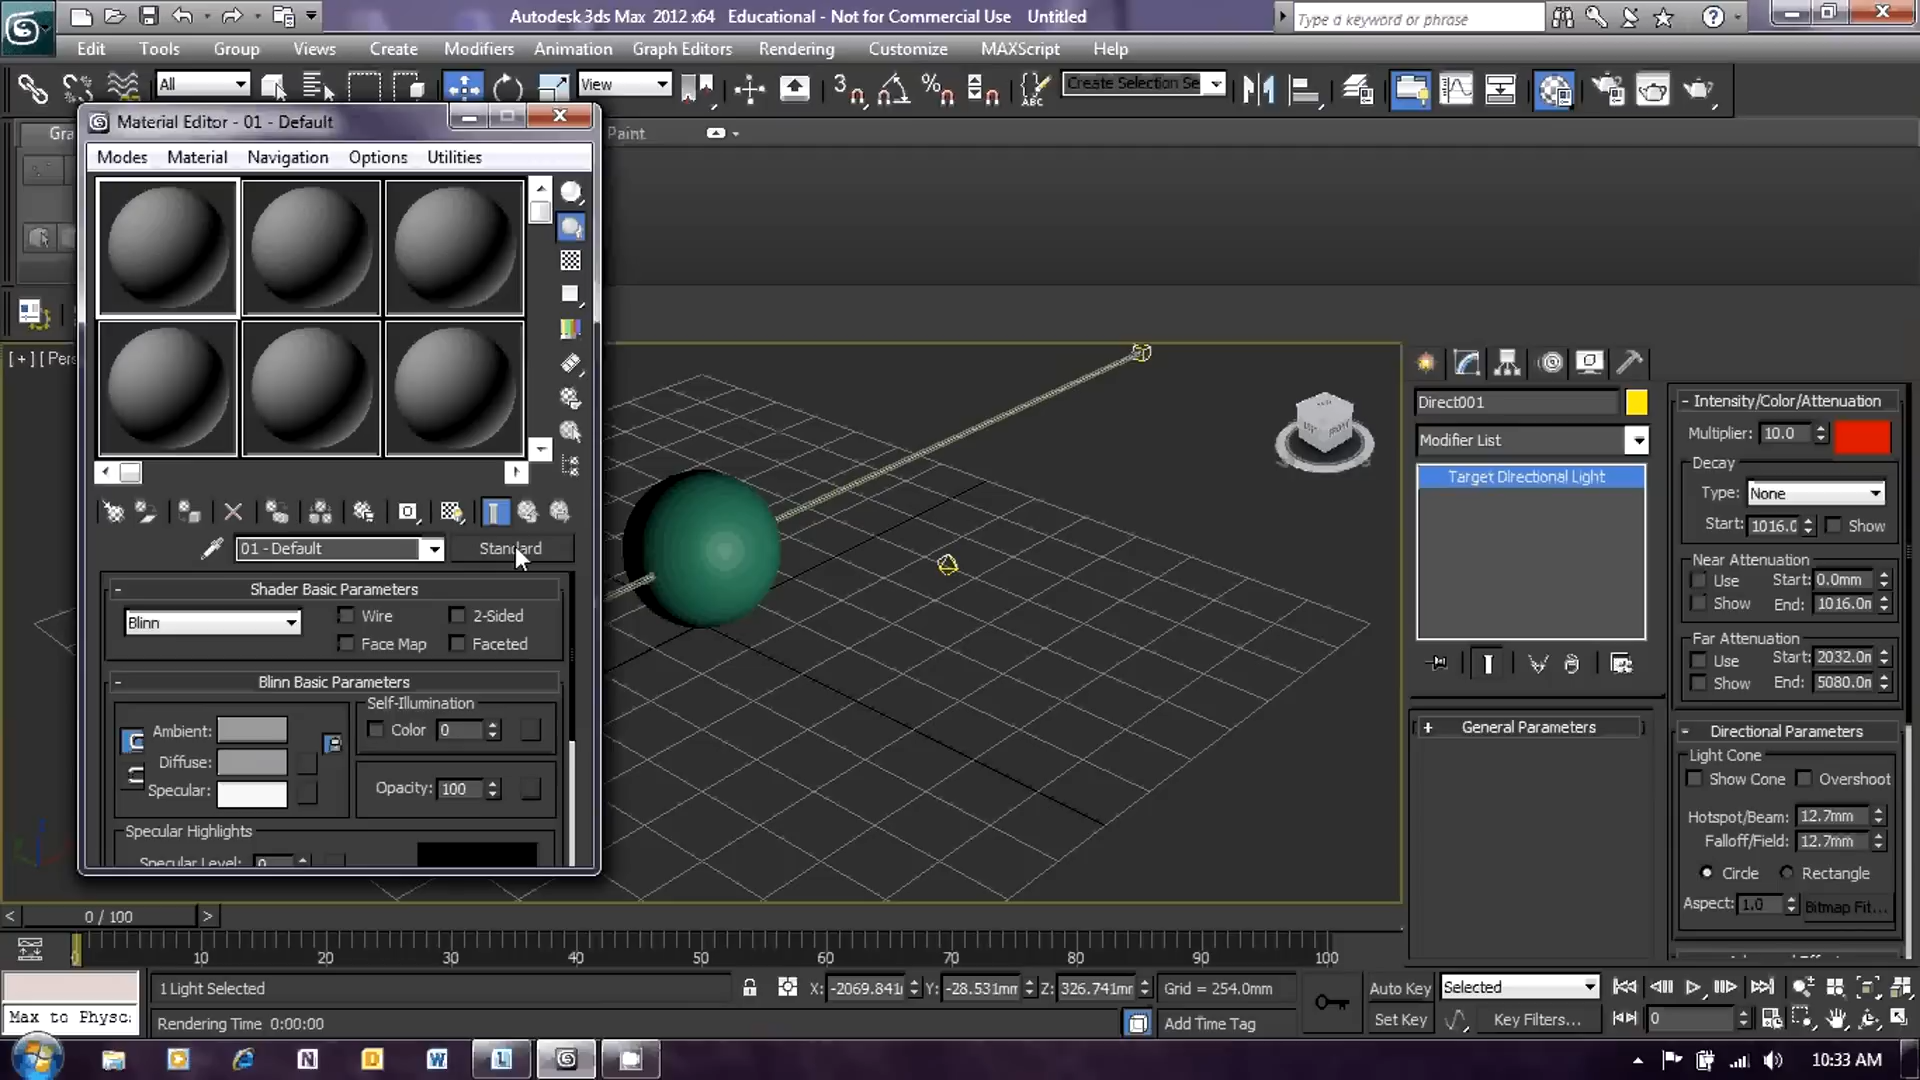 Autodesk 3ds Max 2012 x64 Educational - Not for Commercial Use Untitled
Type a keyword or phrase
Edit Tools Group Views Create Modifiers Animation Graph Editors Rendering Customize MAXScript Help
All
View
3
ABC
Create Selection Se
Gra
Paint
Material Editor - 01 - Default
Modes Material Navigation Options Utilities
[ + ] [ Pers
01 - Default
Standard
- Shader Basic Parameters
Blinn
Wire
2-Sided
Face Map
Faceted
- Blinn Basic Parameters
Ambient:
Diffuse:
Specular:
Self-Illumination
Color 0
Opacity: 100
Specular Highlights
Specular Level: 0
Direct001
Modifier List
Target Directional Light
+ General Parameters
- Intensity/Color/Attenuation
Multiplier: 10.0
Decay
Type: None
Start: 1016.0 Show
Near Attenuation
Use Start: 0.0mm
Show End: 1016.0m
Far Attenuation
Use Start: 2032.0m
Show End: 5080.0m
- Directional Parameters
Light Cone
Show Cone Overshoot
Hotspot/Beam: 12.7mm
Falloff/Field: 12.7mm
Circle Rectangle
Aspect: 1.0 Bitmap Fit...
< 0 / 100 >
0 10 20 30 40 50 60 70 80 90 100
1 Light Selected
X: -2069.841 Y: -28.531mm Z: 326.741mm Grid = 254.0mm
Auto Key Selected
Max to Physc:
Rendering Time 0:00:00
Add Time Tag
Set Key Key Filters... 0
10:33 AM